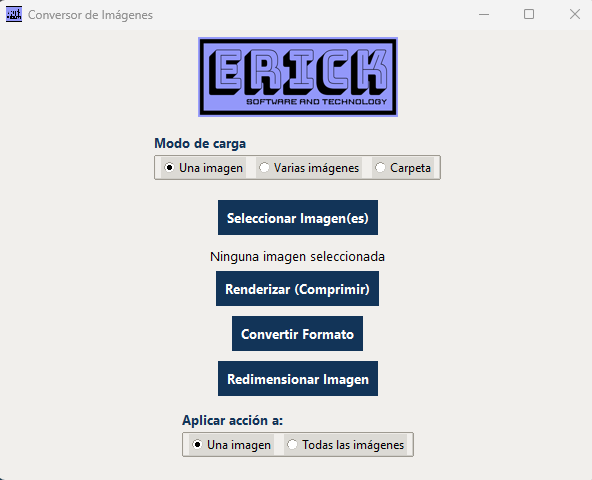 Conversor de Imágenes
ERICK
SOFTWARE AND TECHNOLOGY
Modo de carga
Una imagen Varias imágenes Carpeta
Seleccionar Imagen(es)
Ninguna imagen seleccionada
Renderizar (Comprimir)
Convertir Formato
Redimensionar Imagen
Aplicar acción a:
Una imagen Todas las imágenes